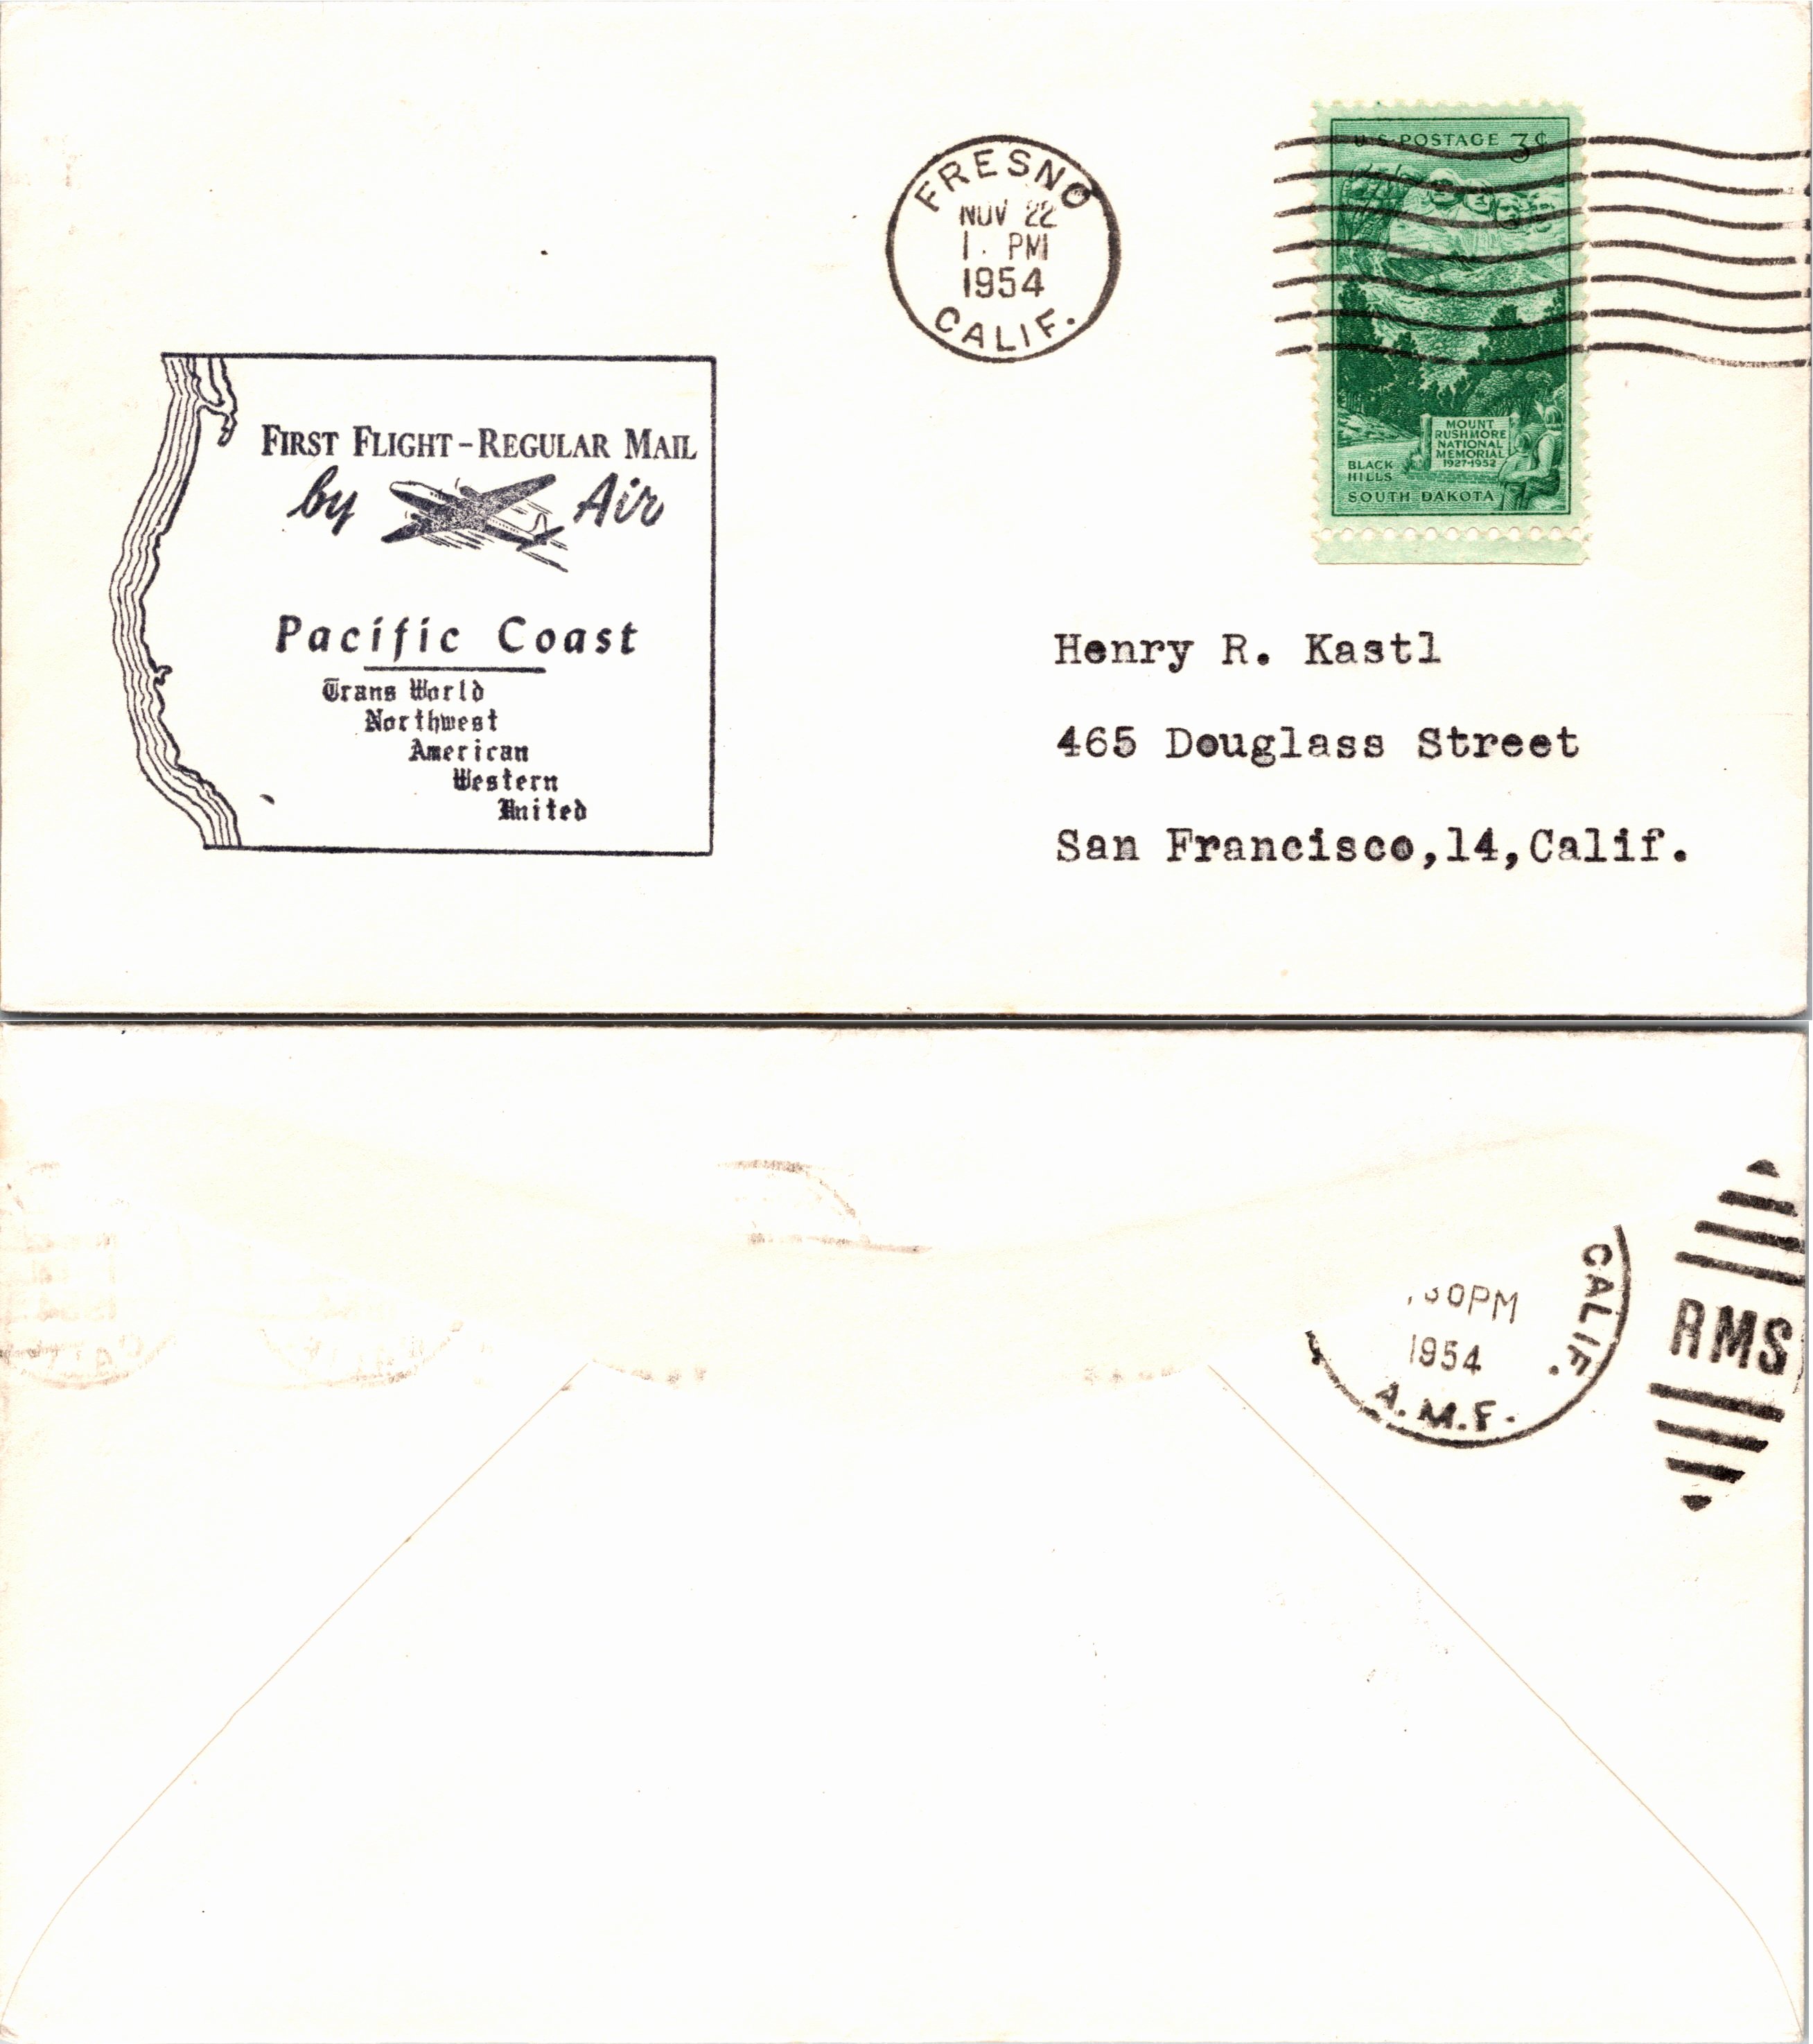 FRESNO
NOV 22
1 PM
1954
CALIF.
U.S. POSTAGE 3¢
MOUNT
RUSHMORE
NATIONAL
MEMORIAL
1927-1952
BLACK
HILLS
SOUTH DAKOTA
FIRST FLIGHT-REGULAR MAIL
by Air
Pacific Coast
Trans World
Northwest
American
Western
United
Henry R. Kastl
465 Douglass Street
San Francisco,14,Calif.
CALIF.
30PM
1954
A.M.F.
RMS